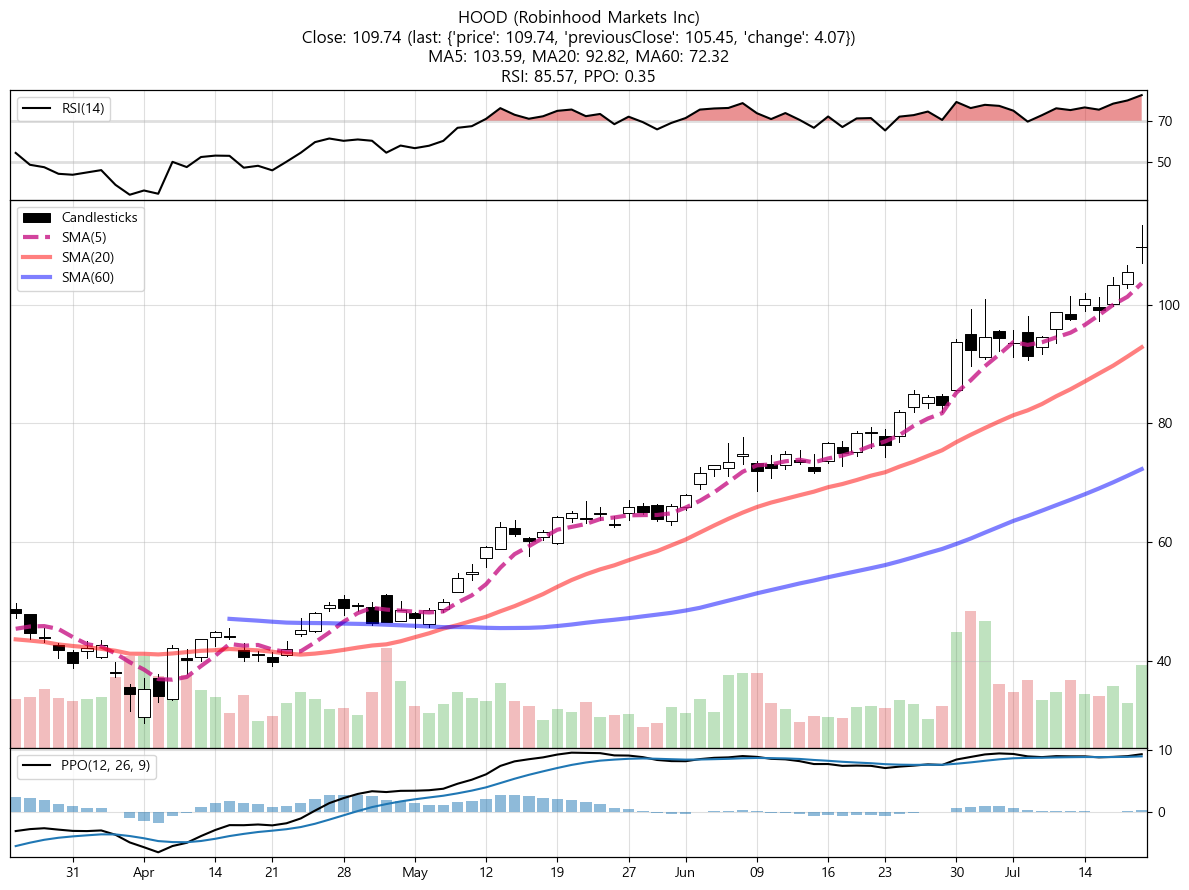 HOOD (Robinhood Markets Inc)
Close: 109.74 (last: {'price': 109.74, 'previousClose': 105.45, 'change': 4.07})
MA5: 103.59, MA20: 92.82, MA60: 72.32
RSI: 85.57, PPO: 0.35
RSI(14)
70
50
Candlesticks
SMA(5)
SMA(20)
SMA(60)
100
80
60
40
PPO(12, 26, 9)
10
0
31 Apr 14 21 28 May 12 19 27 Jun 09 16 23 30 Jul 14